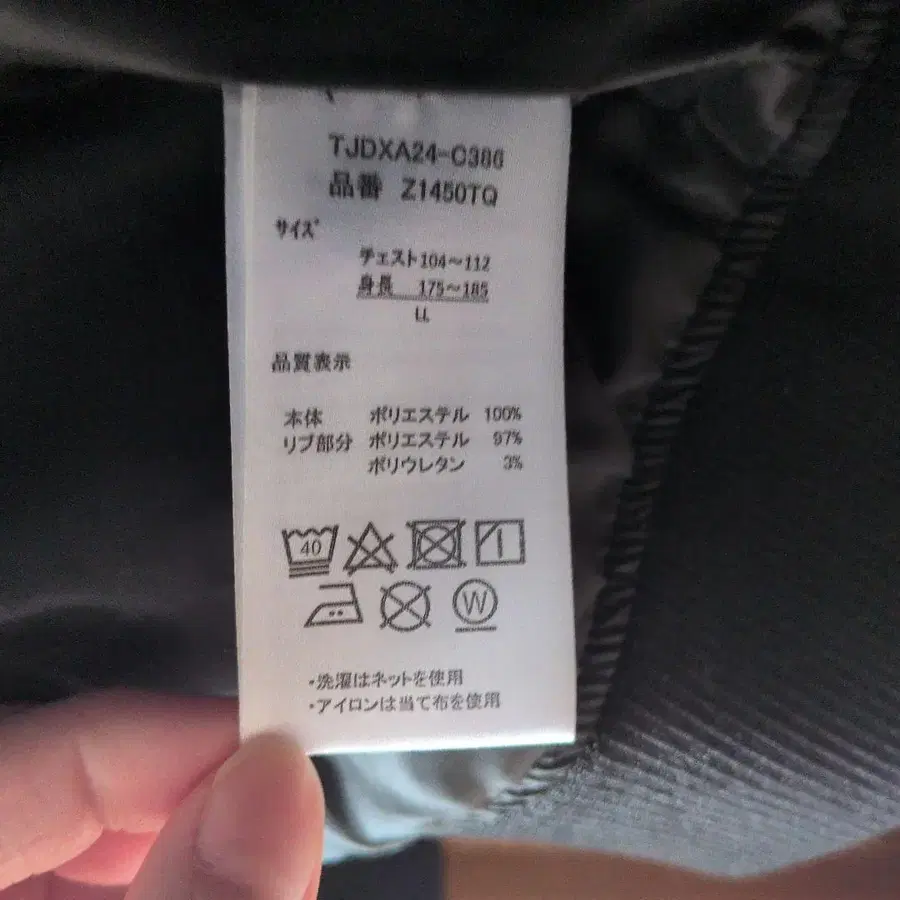 TJDXA24-C386
品番 Z1450TQ
サイズ
チェスト104～112
身長 175～185
LL
品質表示
本体 ポリエステル 100%
リブ部分 ポリエステル 97%
ポリウレタン 3%
40
W
・洗濯はネットを使用
・アイロンは当て布を使用